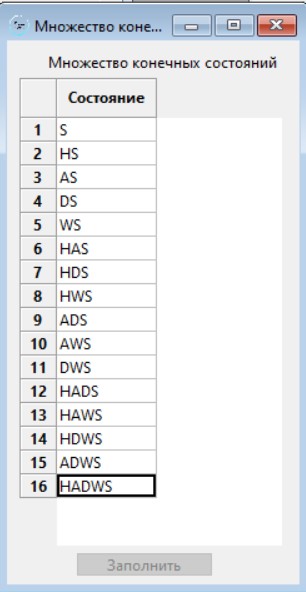 Множество коне...
Множество конечных состояний
Состояние
1 S
2 HS
3 AS
4 DS
5 WS
6 HAS
7 HDS
8 HWS
9 ADS
10 AWS
11 DWS
12 HADS
13 HAWS
14 HDWS
15 ADWS
16 HADWS
Заполнить